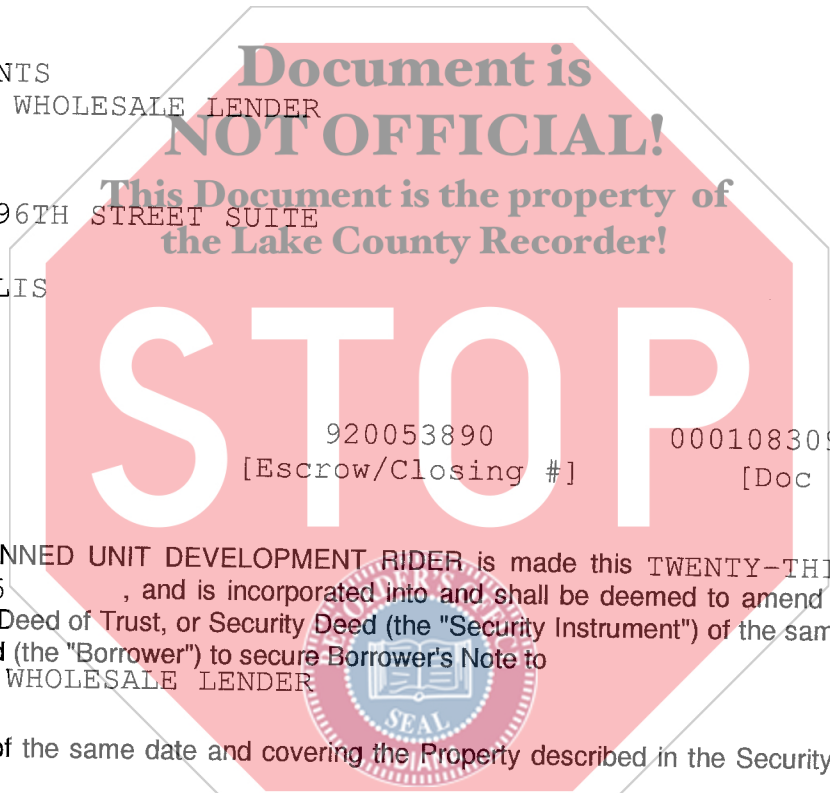 NTS
Document is
WHOLESALE LENDER
NOT OFFICIAL!
This Document is the property of
96TH STREET SUITE
the Lake County Recorder!
LIS
STOP
920053890 00010830
[Escrow/Closing #] [Doc
NNED UNIT DEVELOPMENT RIDER is made this TWENTY-THI
, and is incorporated into and shall be deemed to amend
Deed of Trust, or Security Deed (the "Security Instrument") of the sam
(the "Borrower") to secure Borrower's Note to
WHOLESALE LENDER
SEAL
of the same date and covering the Property described in the Security